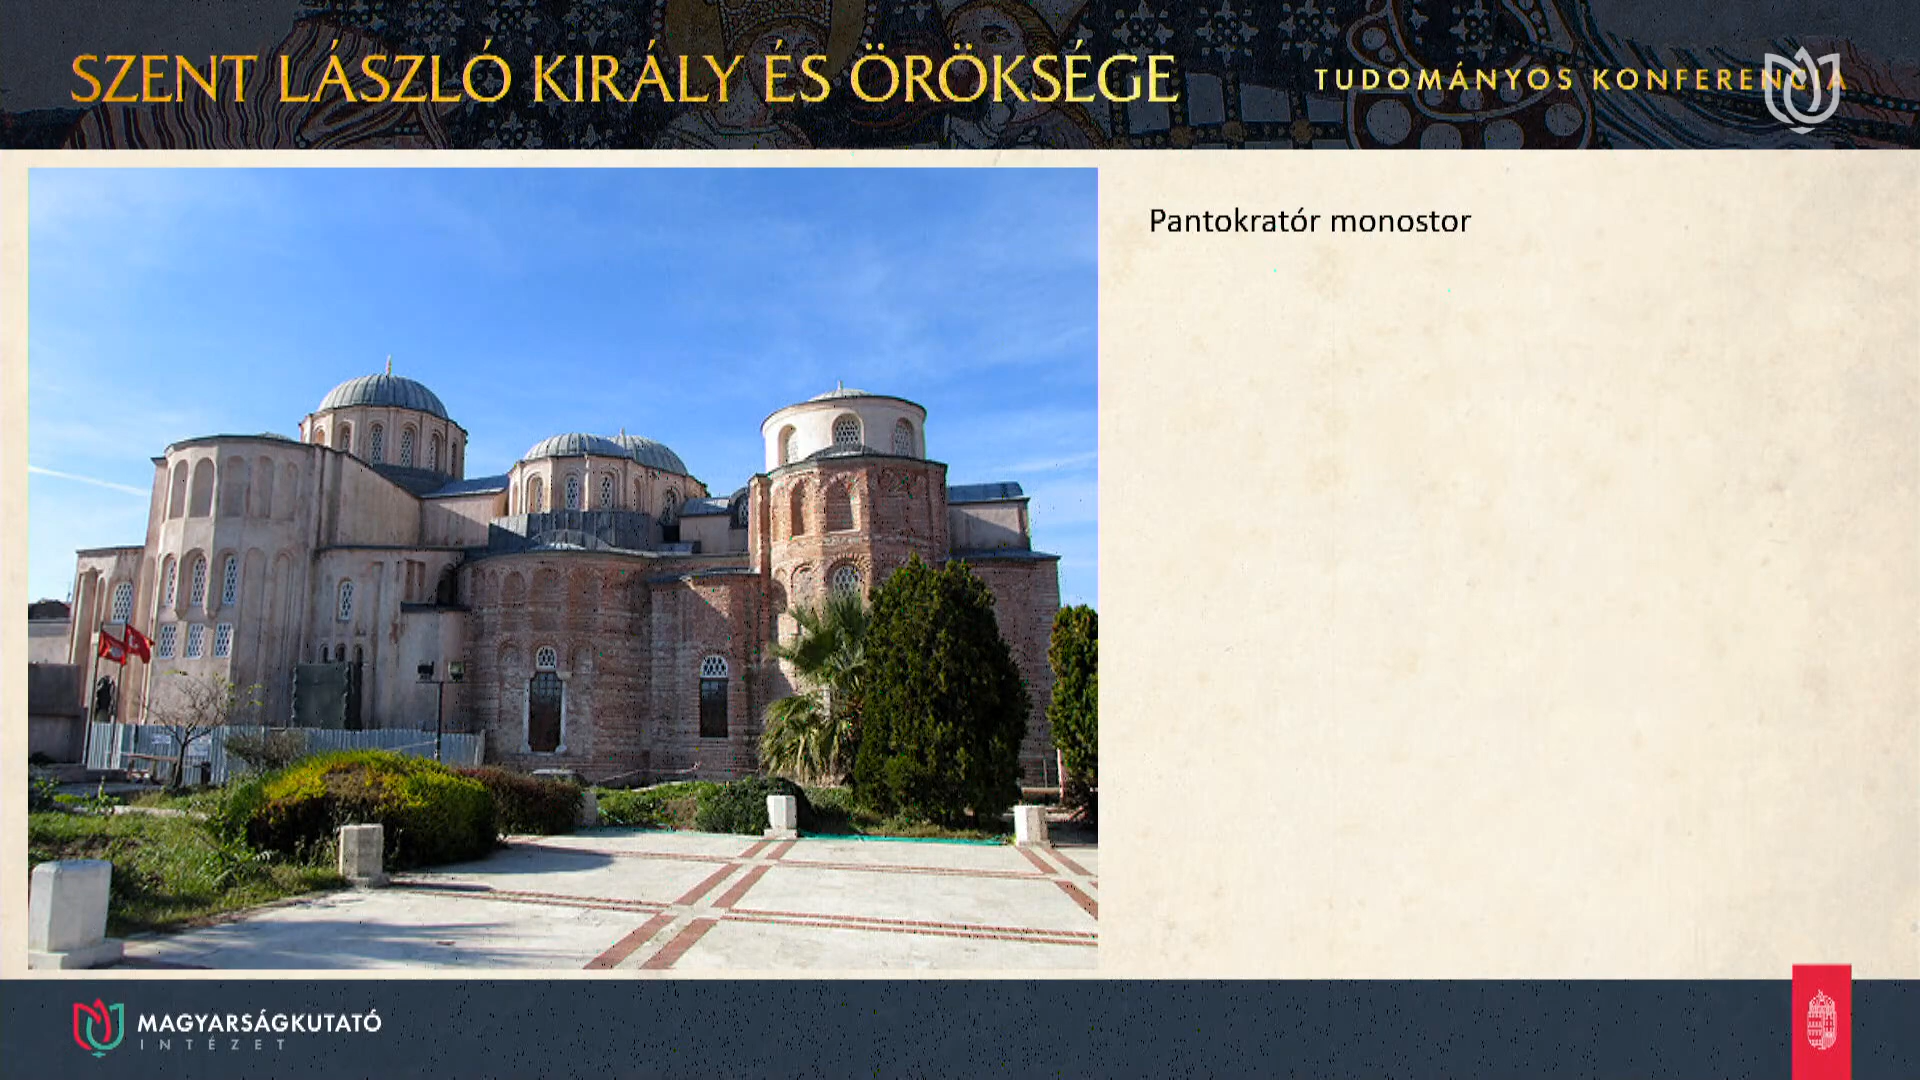 SZENT LÁSZLÓ KIRÁLY ÉS ÖRÖKSÉGE
TUDOMÁNYOS KONFERENCIA
Pantokratór monostor
MAGYARSÁGKUTATÓ
INTÉZET